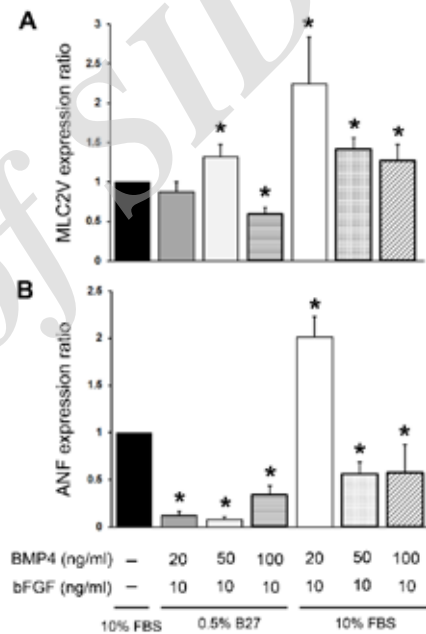 A
MLC2V expression ratio
3
2.5
2
1.5
1
0.5
0
* * * * *
B
ANF expression ratio
2.5
2
1.5
1
0.5
0
* * * * * *
BMP4 (ng/ml) – 20 50 100 20 50 100
bFGF (ng/ml) – 10 10 10 10 10 10
10% FBS 0.5% B27 10% FBS
of SID